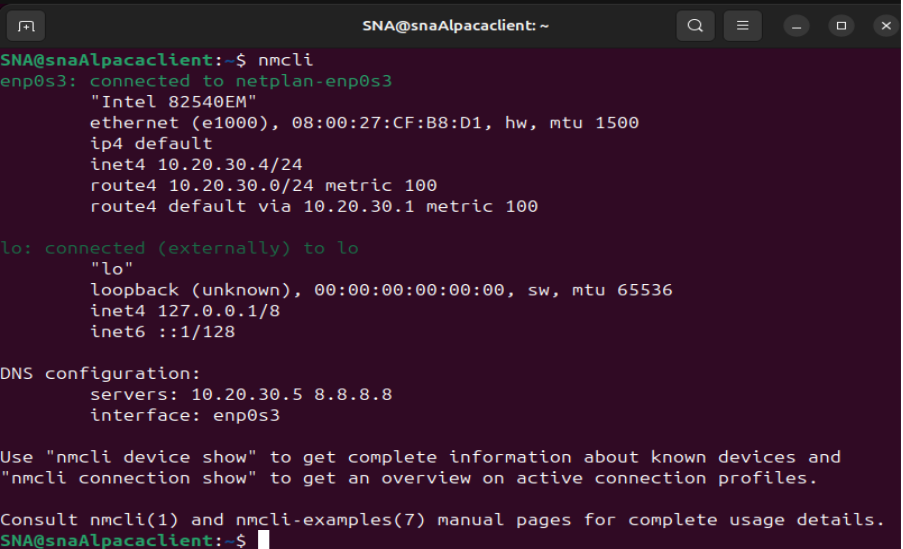 SNA@snaAlpacaclient: ~
SNA@snaAlpacaclient:~$ nmcli
enp0s3: connected to netplan-enp0s3
        "Intel 82540EM"
        ethernet (e1000), 08:00:27:CF:B8:D1, hw, mtu 1500
        ip4 default
        inet4 10.20.30.4/24
        route4 10.20.30.0/24 metric 100
        route4 default via 10.20.30.1 metric 100

lo: connected (externally) to lo
        "lo"
        loopback (unknown), 00:00:00:00:00:00, sw, mtu 65536
        inet4 127.0.0.1/8
        inet6 ::1/128

DNS configuration:
        servers: 10.20.30.5 8.8.8.8
        interface: enp0s3

Use "nmcli device show" to get complete information about known devices and
"nmcli connection show" to get an overview on active connection profiles.

Consult nmcli(1) and nmcli-examples(7) manual pages for complete usage details.
SNA@snaAlpacaclient:~$